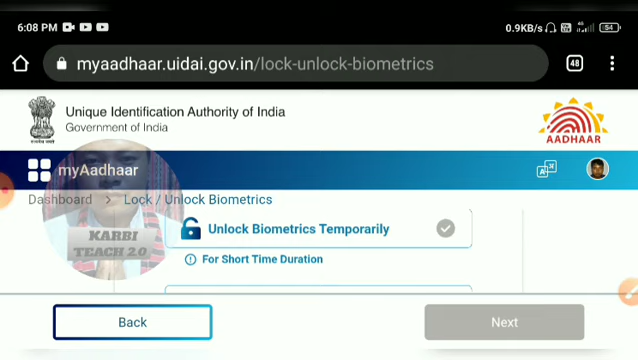 6:08 PM 0.9KB/s 4G 54
myaadhaar.uidai.gov.in/lock-unlock-biometrics 48
Unique Identification Authority of India
Government of India
AADHAAR
myAadhaar
Dashboard > Lock / Unlock Biometrics
KARBI
TEACH 2.0
Unlock Biometrics Temporarily
For Short Time Duration
Back Next